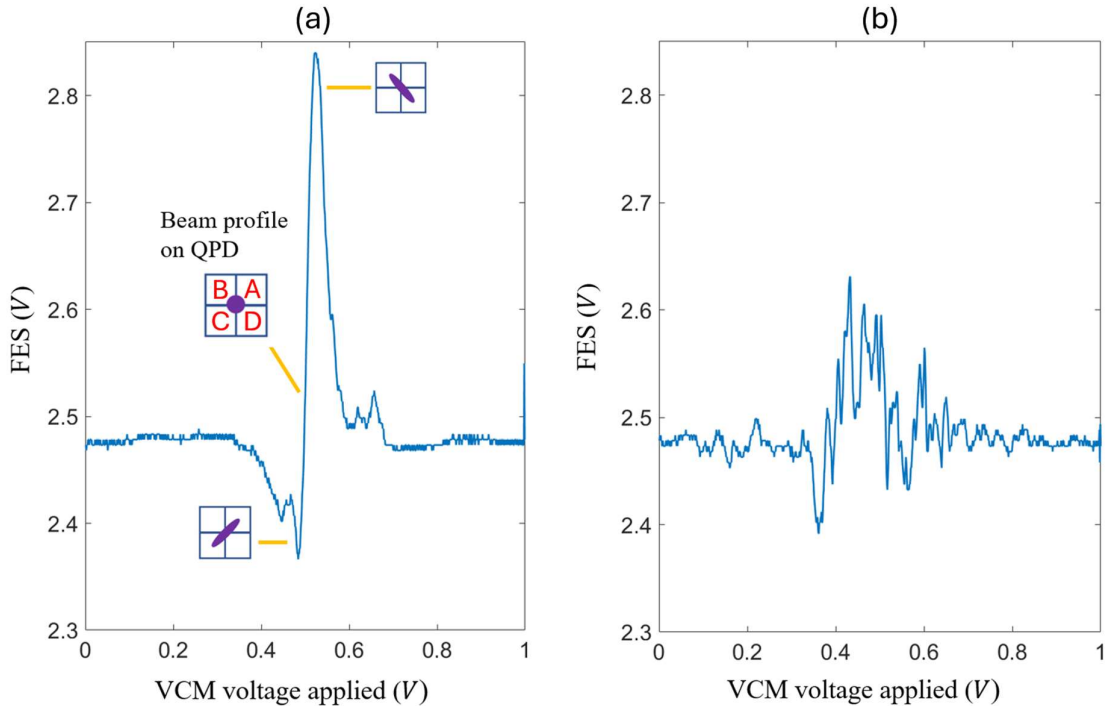 (a)
(b)
2.8
2.7
2.6
2.5
2.4
2.3
FES (V)
Beam profile
on QPD
B A
C D
0 0.2 0.4 0.6 0.8 1
VCM voltage applied (V)
2.8
2.7
2.6
2.5
2.4
2.3
FES (V)
0 0.2 0.4 0.6 0.8 1
VCM voltage applied (V)